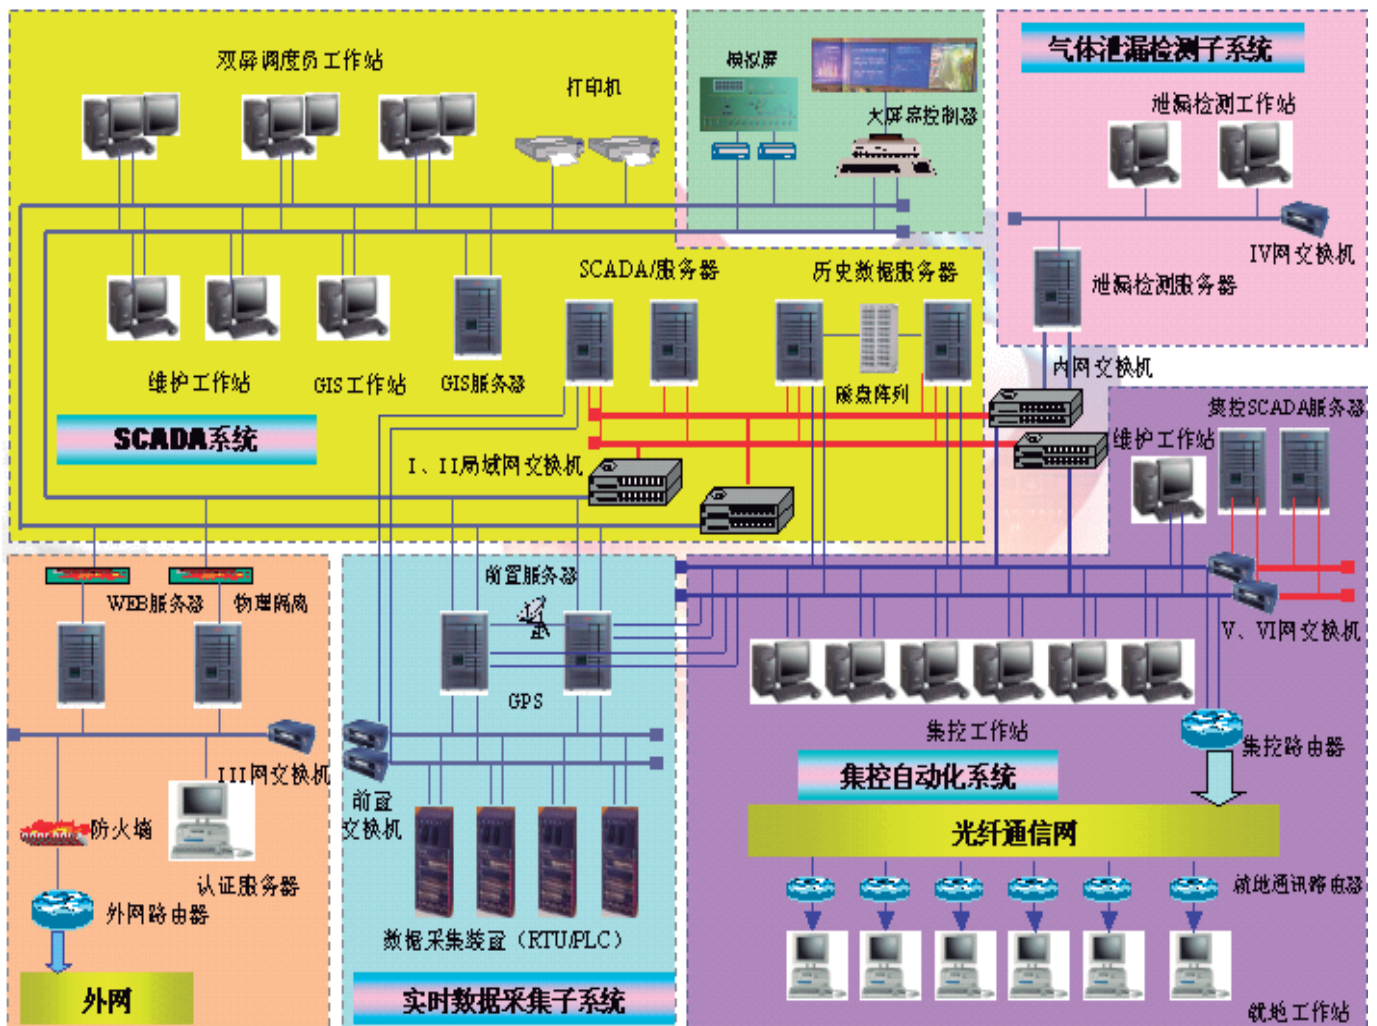 双屏调度员工作站
打印机
模拟屏
大屏幕控制器
气体泄漏检测子系统
泄漏检测工作站
IV网交换机
泄漏检测服务器
SCADA/服务器
历史数据服务器
维护工作站
GIS工作站
GIS服务器
磁盘阵列
内网交换机
SCADA系统
I、II局域网交换机
集控SCADA服务器
维护工作站
WEB服务器
物理隔离
前置服务器
GPS
V、VI网交换机
集控工作站
集控路由器
III网交换机
前置
交换机
集控自动化系统
防火墙
光纤通信网
认证服务器
外网路由器
就地通讯路由器
数据采集装置（RTU/PLC）
外网
实时数据采集子系统
就地工作站